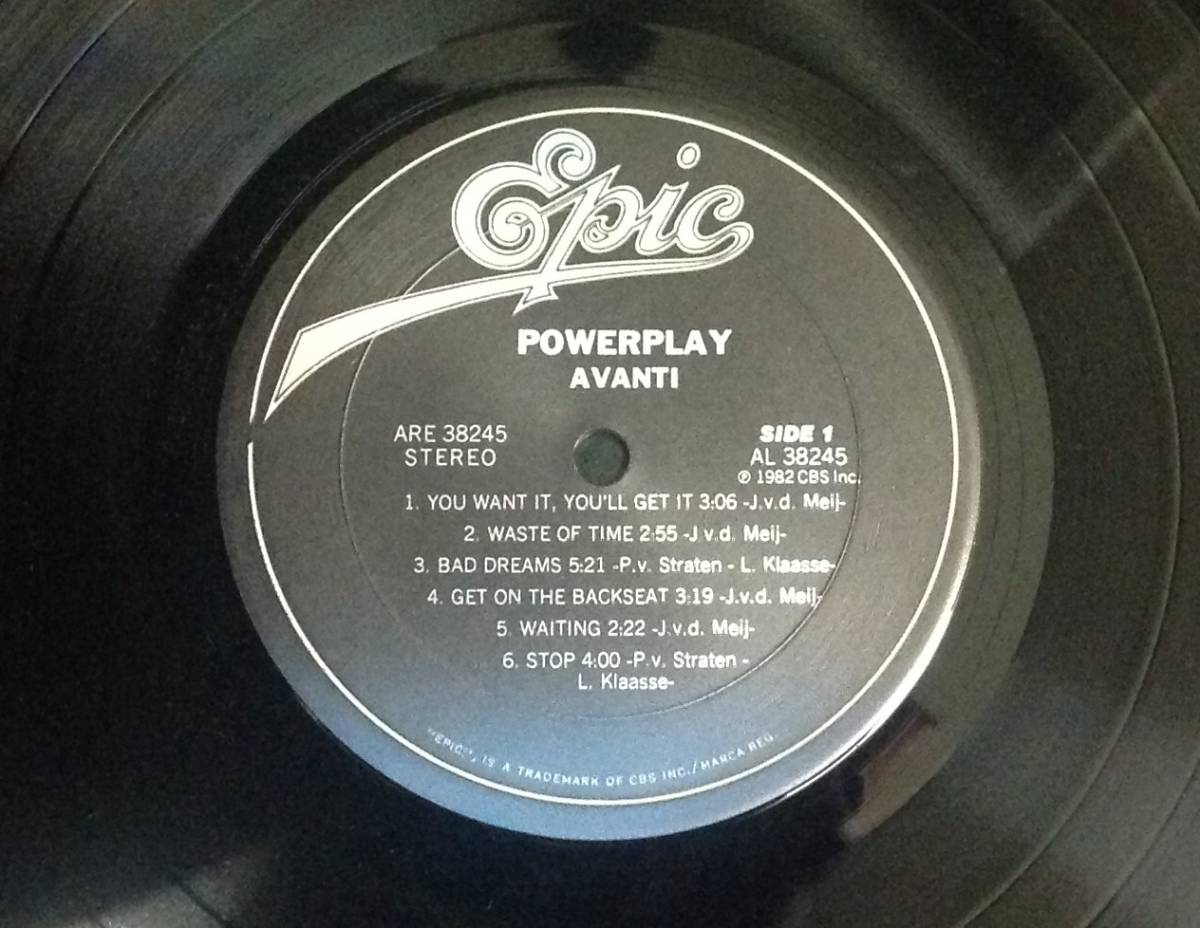 Epic
POWERPLAY
AVANTI
ARE 38245
STEREO
SIDE 1
AL 38245
℗ 1982 CBS Inc.
1. YOU WANT IT, YOU'LL GET IT 3:06 -J.v.d. Meij-
2. WASTE OF TIME 2:55 -J.v.d. Meij-
3. BAD DREAMS 5:21 -P.v. Straten - L. Klaasse-
4. GET ON THE BACKSEAT 3:19 -J.v.d. Meij-
5. WAITING 2:22 -J.v.d. Meij-
6. STOP 4:00 -P.v. Straten -
L. Klaasse-
"EPIC", IS A TRADEMARK OF CBS INC./MARCA REG.